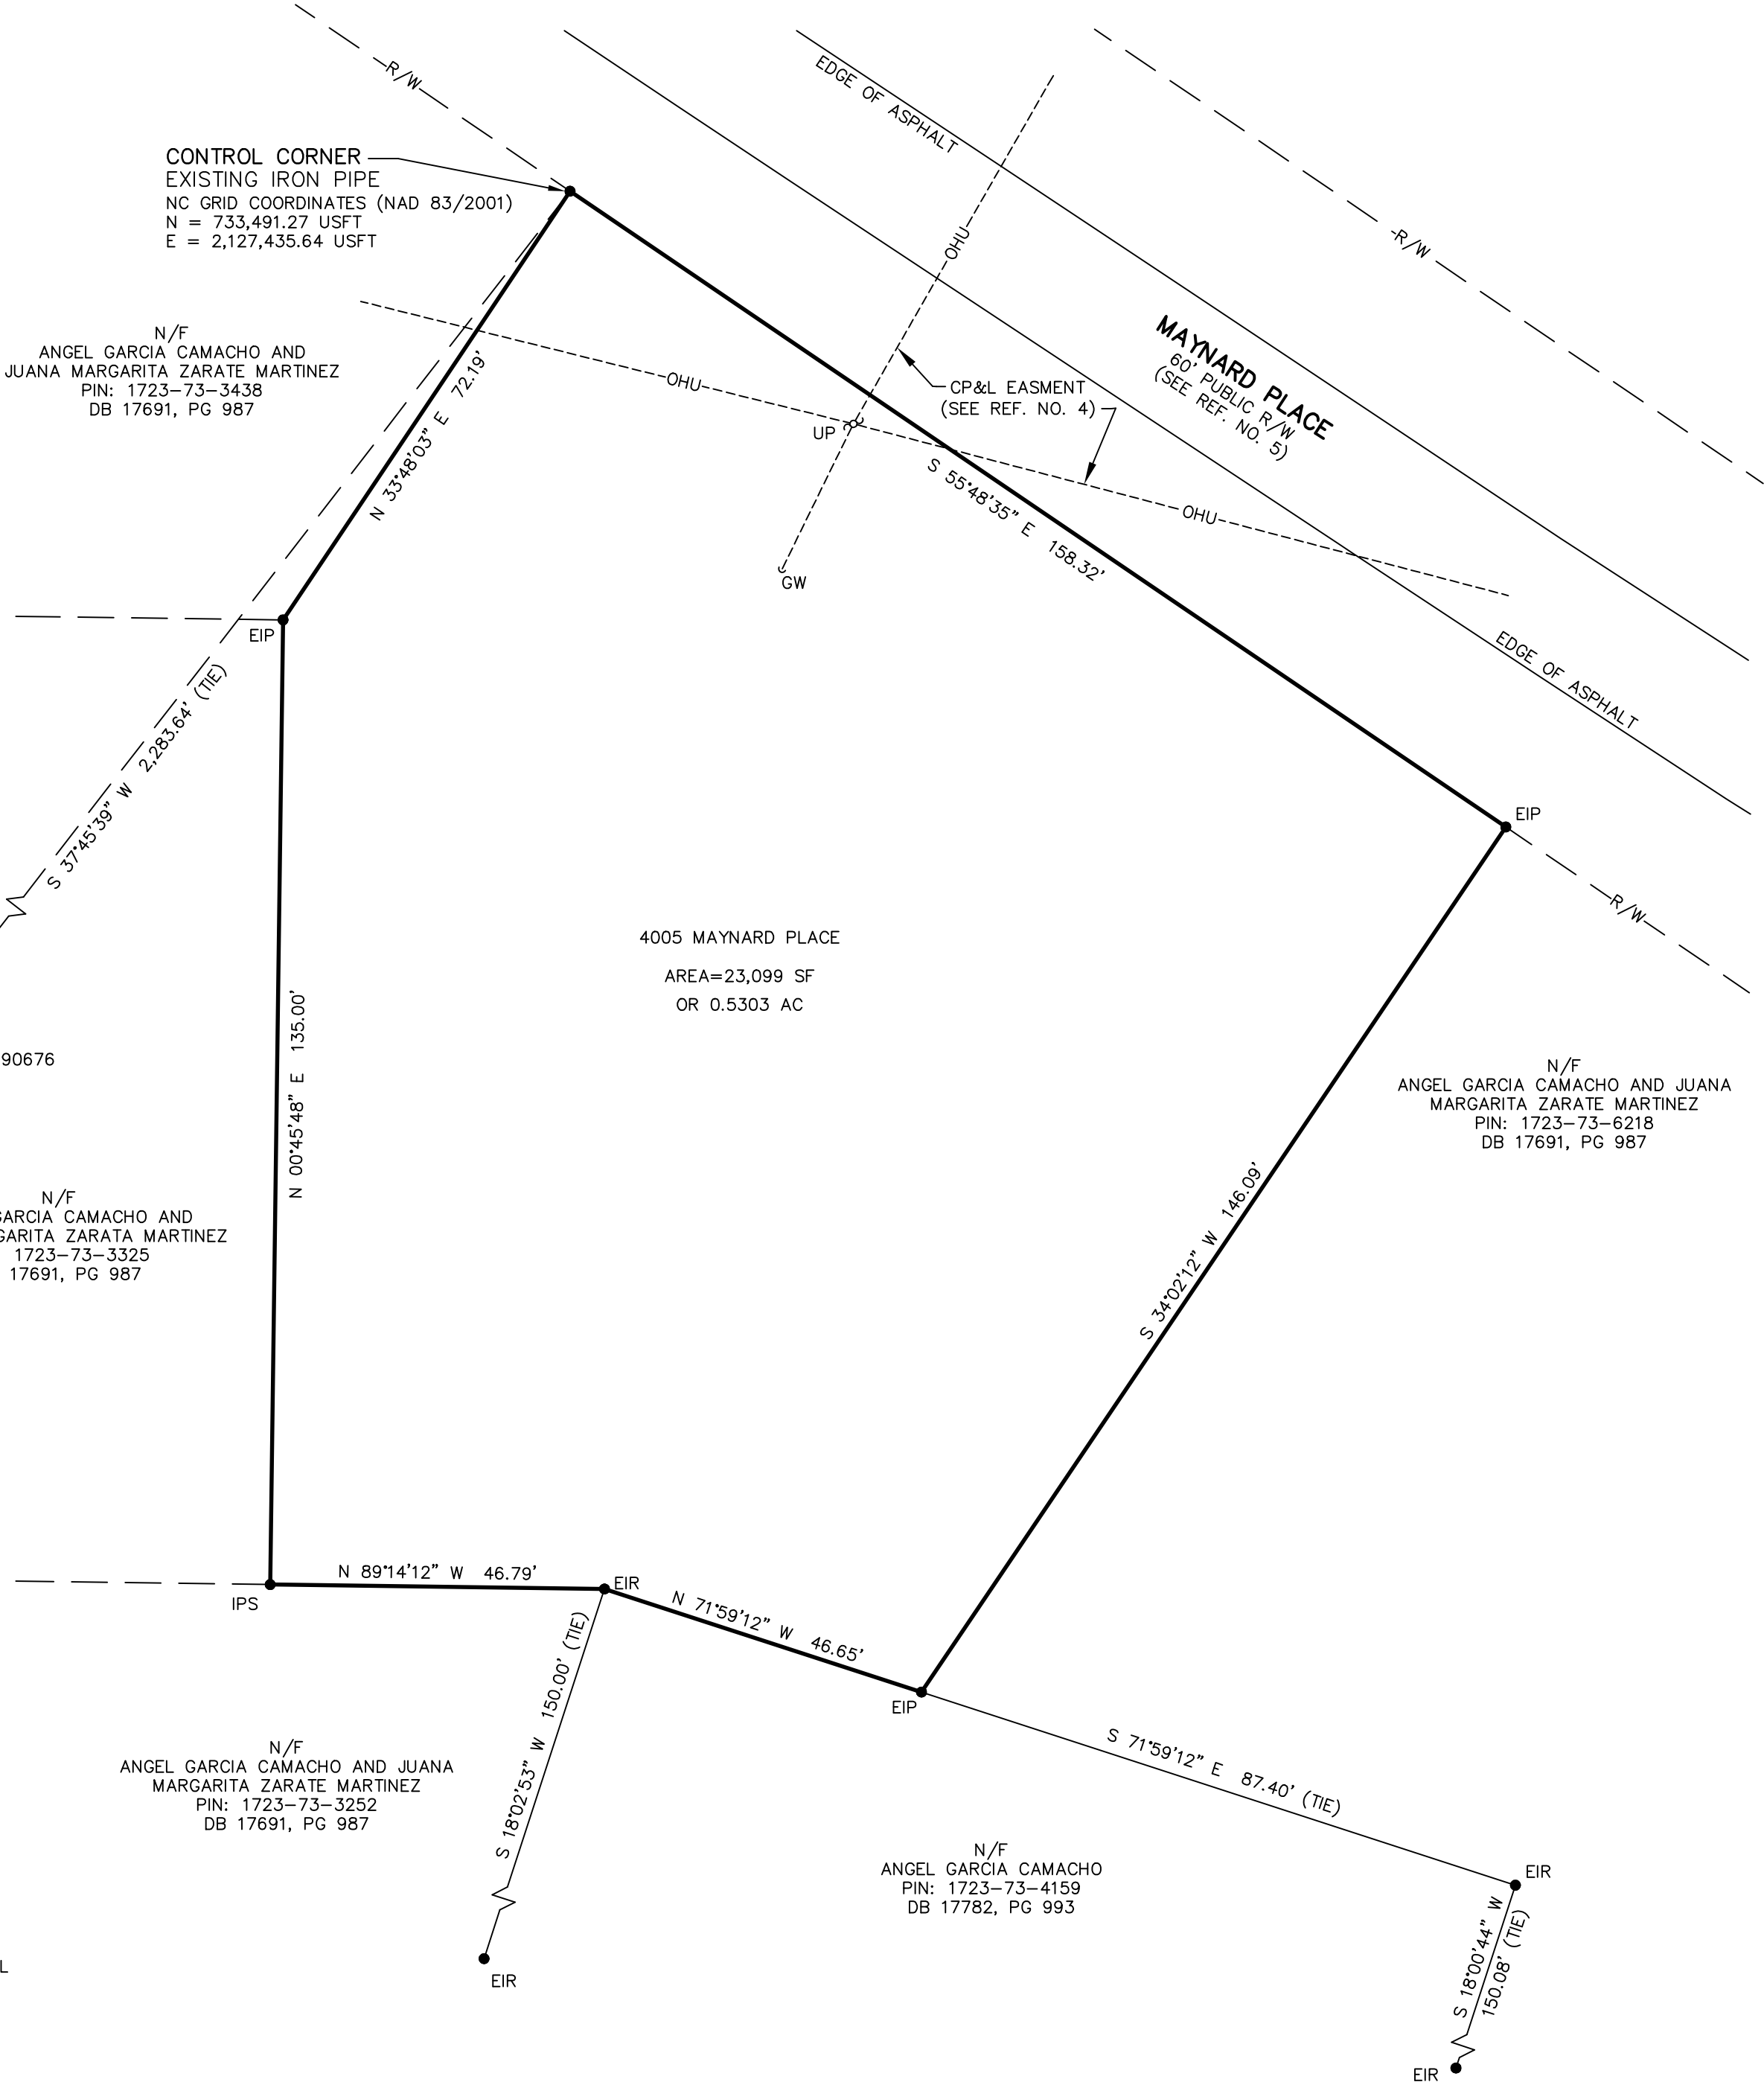 R/W
EDGE OF ASPHALT
CONTROL CORNER
EXISTING IRON PIPE
NC GRID COORDINATES (NAD 83/2001)
N = 733,491.27 USFT
E = 2,127,435.64 USFT
OHU
R/W
N/F
ANGEL GARCIA CAMACHO AND
JUANA MARGARITA ZARATE MARTINEZ
PIN: 1723-73-3438
DB 17691, PG 987
N 33°48'03" E 72.19'
OHU
UP
CP&L EASMENT
(SEE REF. NO. 4)
MAYNARD PLACE
60' PUBLIC R/W
(SEE REF. NO. 5)
S 55°48'35" E 158.32'
OHU
GW
EIP
S 37°45'39" W 2,283.64' (TIE)
EDGE OF ASPHALT
EIP
R/W
4005 MAYNARD PLACE
AREA=23,099 SF
OR 0.5303 AC
N 00°45'48" E 135.00'
90676
N/F
ANGEL GARCIA CAMACHO AND JUANA
MARGARITA ZARATE MARTINEZ
PIN: 1723-73-6218
DB 17691, PG 987
N/F
GARCIA CAMACHO AND
GARITA ZARATA MARTINEZ
1723-73-3325
17691, PG 987
S 34°02'12" W 146.09'
N 89°14'12" W 46.79'
EIR
IPS
N 71°59'12" W 46.65'
S 18°02'53" W 150.00' (TIE)
EIP
S 71°59'12" E 87.40' (TIE)
N/F
ANGEL GARCIA CAMACHO AND JUANA
MARGARITA ZARATE MARTINEZ
PIN: 1723-73-3252
DB 17691, PG 987
N/F
ANGEL GARCIA CAMACHO
PIN: 1723-73-4159
DB 17782, PG 993
EIR
S 18°00'44" W
150.08' (TIE)
L
EIR
EIR